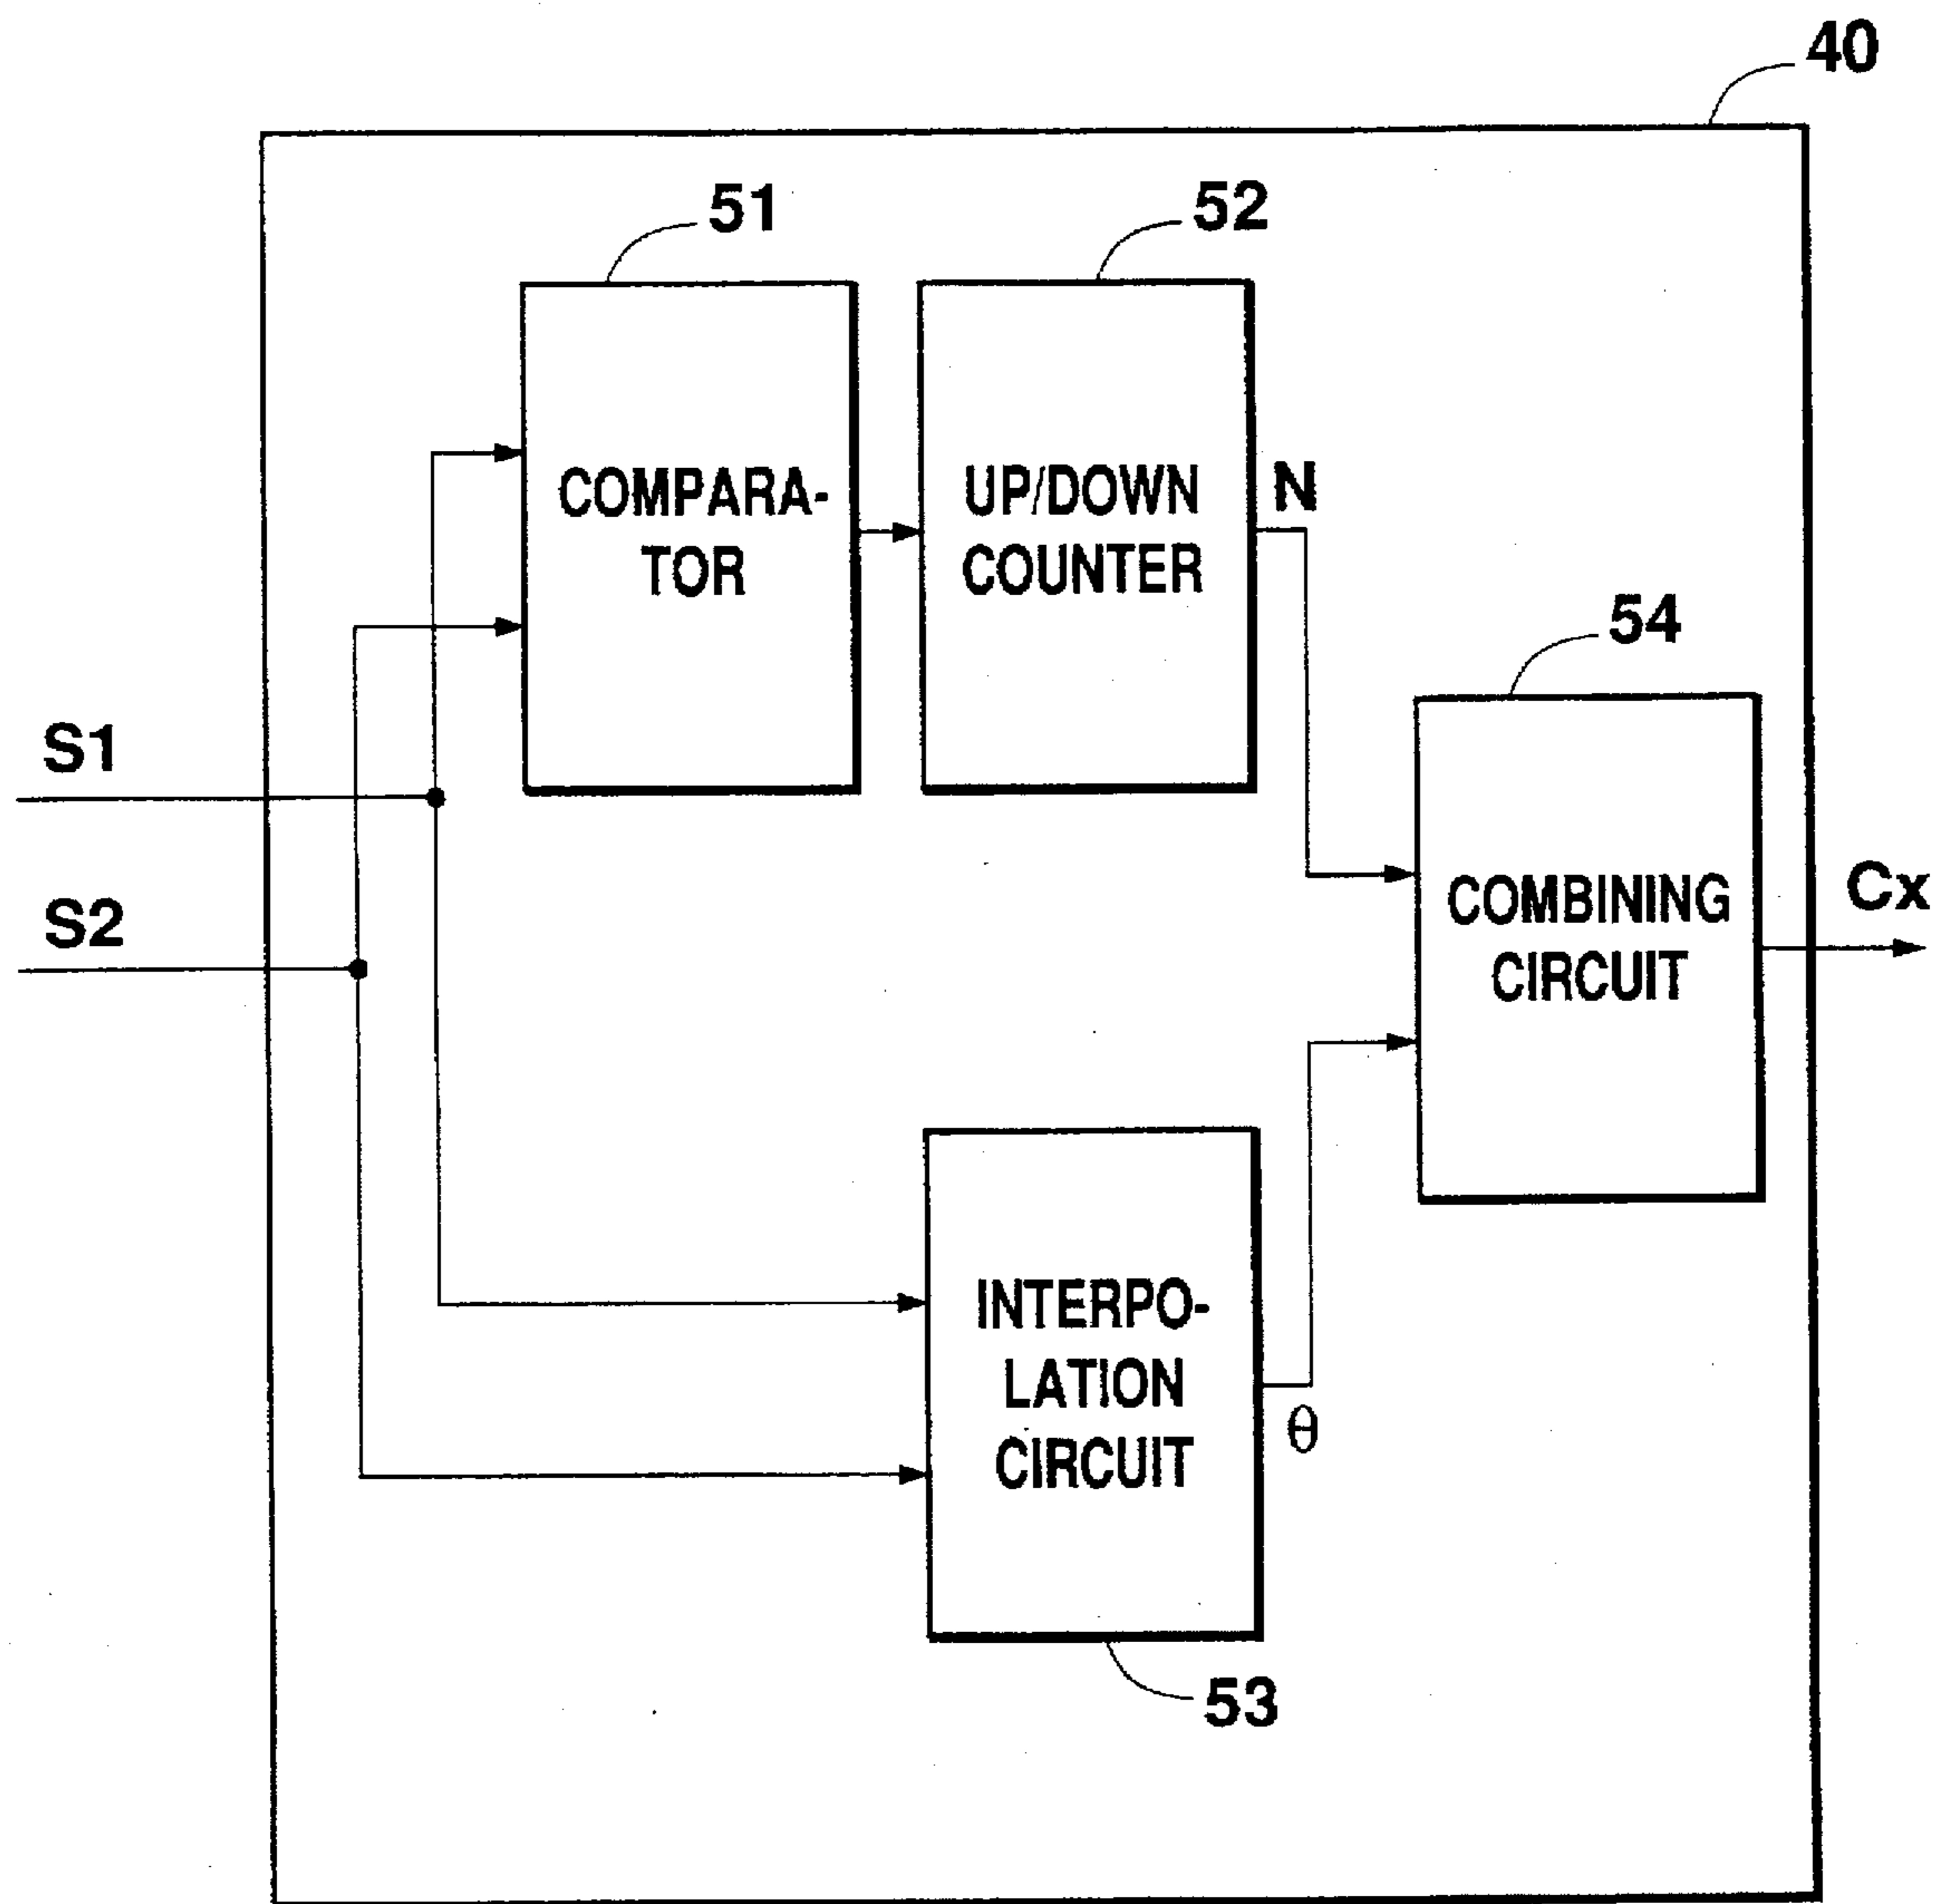 40
51
52
COMPARA-
TOR
UP/DOWN
COUNTER
N
54
S1
S2
COMBINING
CIRCUIT
Cx
INTERPO-
LATION
CIRCUIT
θ
53